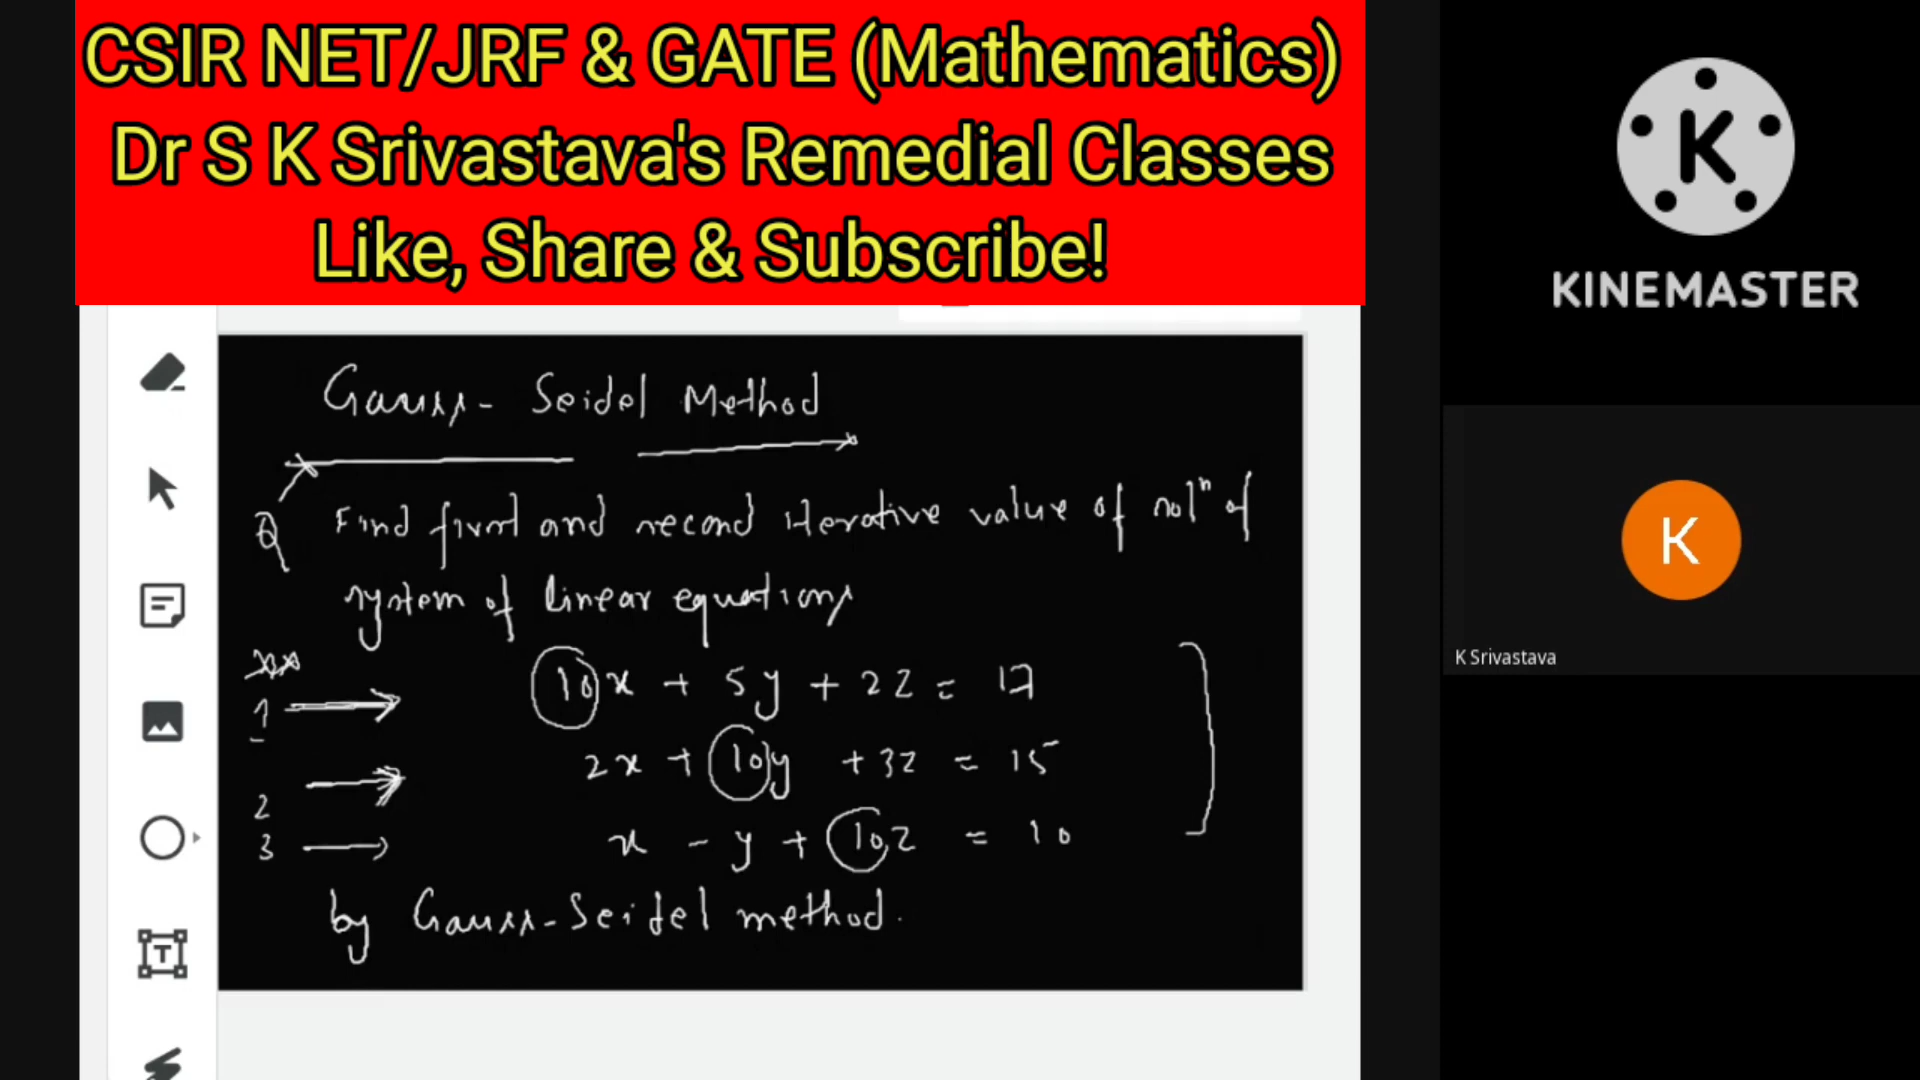 CSIR NET/JRF & GATE (Mathematics)
Dr S K Srivastava's Remedial Classes
Like, Share & Subscribe!
K
KINEMASTER
Gauss - Seidel Method
Q Find first and second iterative value of solⁿ of
system of linear equations
1 → 10x + 5y + 2z = 17
2 → 2x + 10y + 3z = 15
3 → x - y + 10z = 10
by Gauss-Seidel method.
K
K Srivastava
T